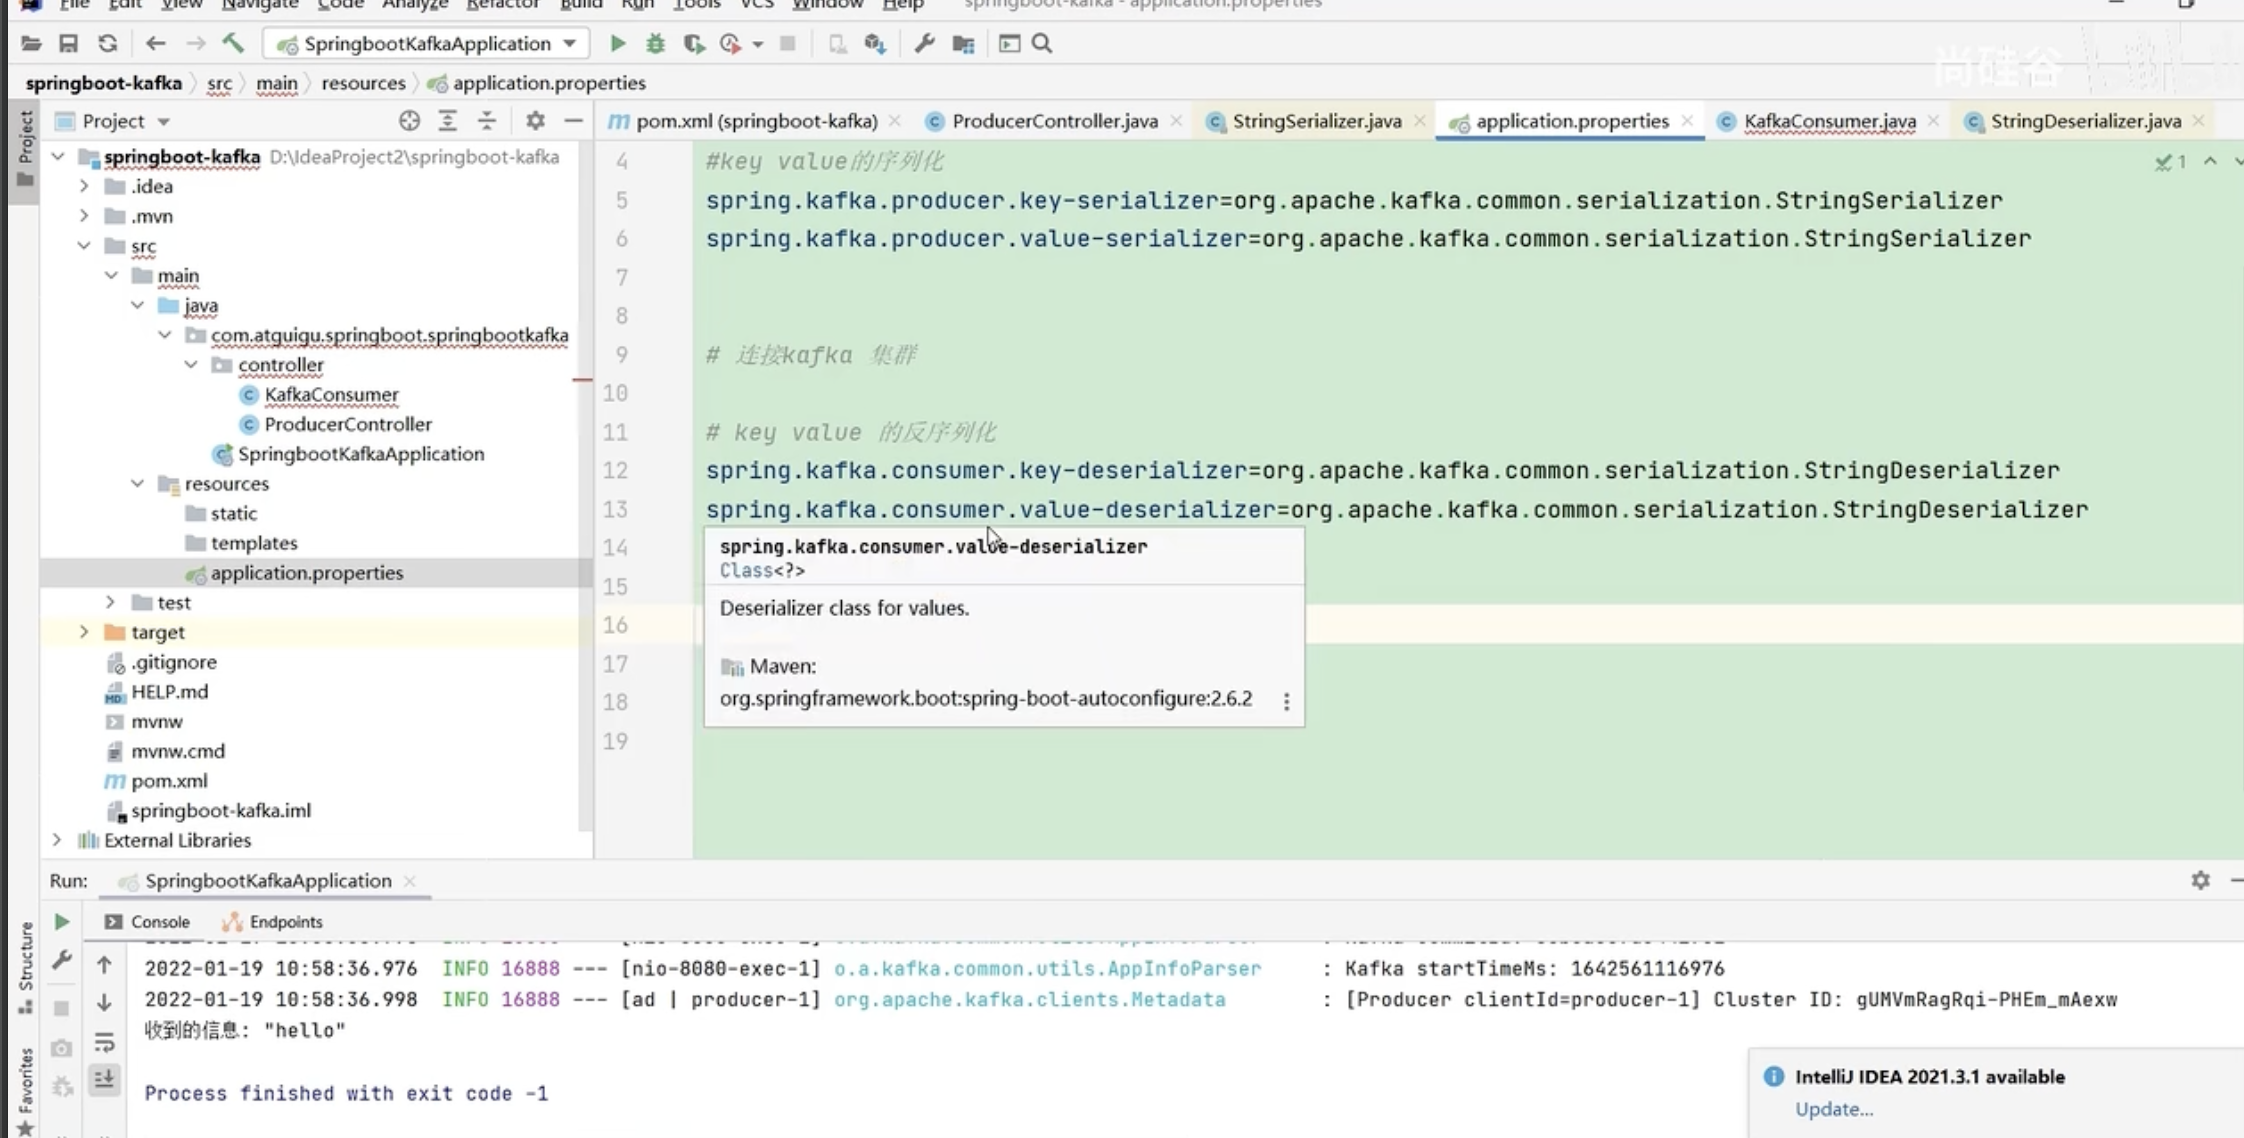 File Edit View Navigate Code Analyze Refactor Build Run Tools VCS Window Help springboot-kafka - application.properties
SpringbootKafkaApplication
尚硅谷
springboot-kafka src main resources application.properties
Project
Project
pom.xml (springboot-kafka) ProducerController.java StringSerializer.java application.properties KafkaConsumer.java StringDeserializer.java
springboot-kafka D:\IdeaProject2\springboot-kafka
.idea
.mvn
src
main
java
com.atguigu.springboot.springbootkafka
controller
KafkaConsumer
ProducerController
SpringbootKafkaApplication
resources
static
templates
application.properties
test
target
.gitignore
HELP.md
mvnw
mvnw.cmd
pom.xml
springboot-kafka.iml
External Libraries
4 #key value的序列化
1
5 spring.kafka.producer.key-serializer=org.apache.kafka.common.serialization.StringSerializer
6 spring.kafka.producer.value-serializer=org.apache.kafka.common.serialization.StringSerializer
7
8
9 # 连接kafka 集群
10
11 # key value 的反序列化
12 spring.kafka.consumer.key-deserializer=org.apache.kafka.common.serialization.StringDeserializer
13 spring.kafka.consumer.value-deserializer=org.apache.kafka.common.serialization.StringDeserializer
14
15
16
17
18
19
spring.kafka.consumer.value-deserializer
Class<?>
Deserializer class for values.
Maven:
org.springframework.boot:spring-boot-autoconfigure:2.6.2
Run: SpringbootKafkaApplication
Console Endpoints
Structure
Favorites
2022-01-19 10:58:36.976 INFO 16888 --- [nio-8080-exec-1] o.a.kafka.common.utils.AppInfoParser : Kafka startTimeMs: 1642561116976
2022-01-19 10:58:36.998 INFO 16888 --- [ad | producer-1] org.apache.kafka.clients.Metadata : [Producer clientId=producer-1] Cluster ID: gUMVmRagRqi-PHEm_mAexw
收到的信息: "hello"
Process finished with exit code -1
IntelliJ IDEA 2021.3.1 available
Update...